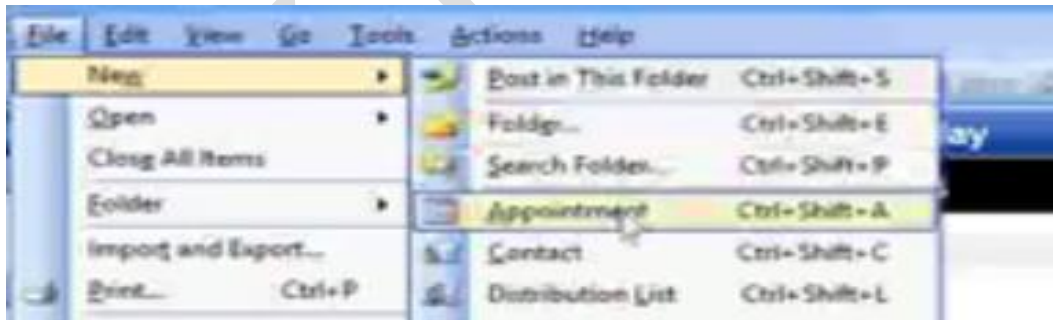 File Edit View Go Tools Actions Help
New
Open
Close All Items
Folder
Import and Export...
Print... Ctrl+P
Post in This Folder Ctrl+Shift+S
Folder... Ctrl+Shift+E
Search Folder... Ctrl+Shift+P
Appointment Ctrl+Shift+A
Contact Ctrl+Shift+C
Distribution List Ctrl+Shift+L
ay